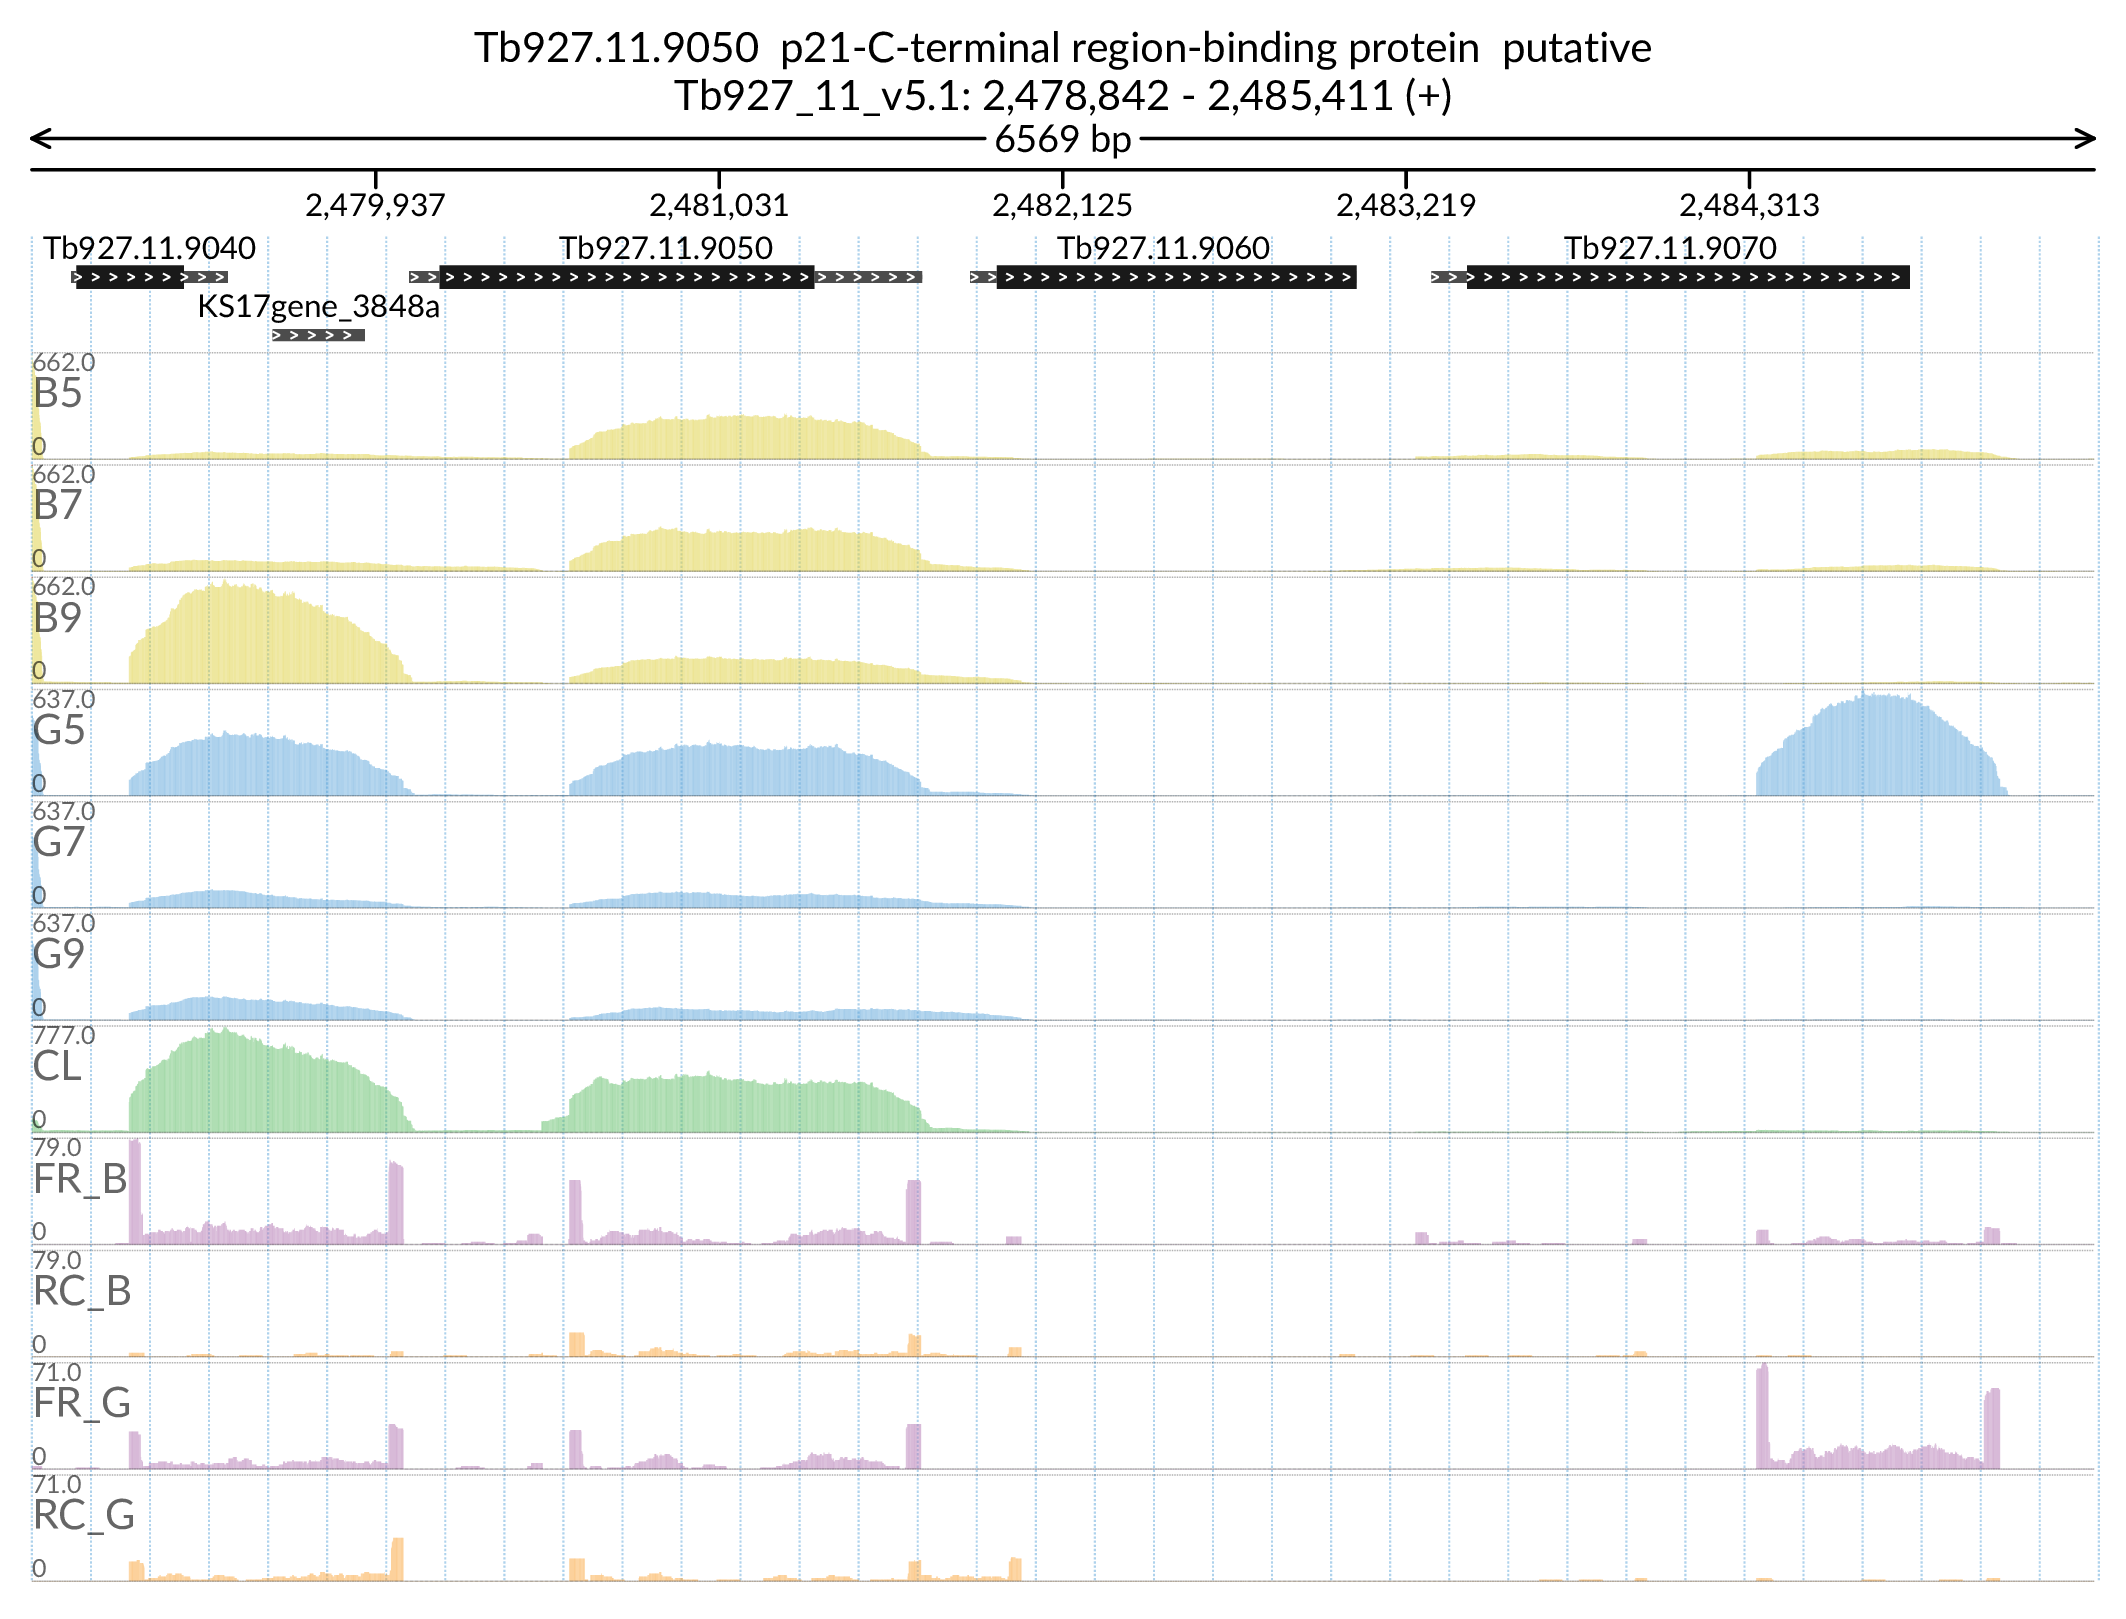 Tb927.11.9050  p21-C-terminal region-binding protein  putative
Tb927_11_v5.1: 2,478,842 - 2,485,411 (+)
6569 bp
2,479,937 2,481,031 2,482,125 2,483,219 2,484,313
Tb927.11.9040 Tb927.11.9050 Tb927.11.9060 Tb927.11.9070
KS17gene_3848a
662.0
B5
0
662.0
B7
0
662.0
B9
0
637.0
G5
0
637.0
G7
0
637.0
G9
0
777.0
CL
0
79.0
FR_B
0
79.0
RC_B
0
71.0
FR_G
0
71.0
RC_G
0